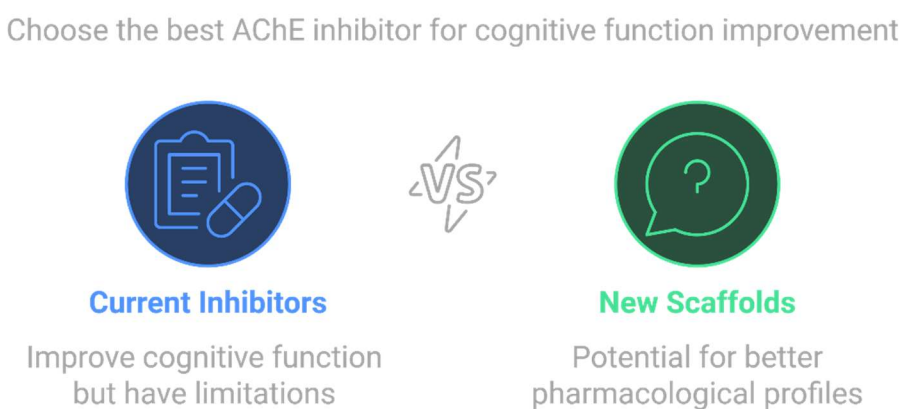 Choose the best AChE inhibitor for cognitive function improvement
VS
Current Inhibitors
New Scaffolds
Improve cognitive function
but have limitations
Potential for better
pharmacological profiles